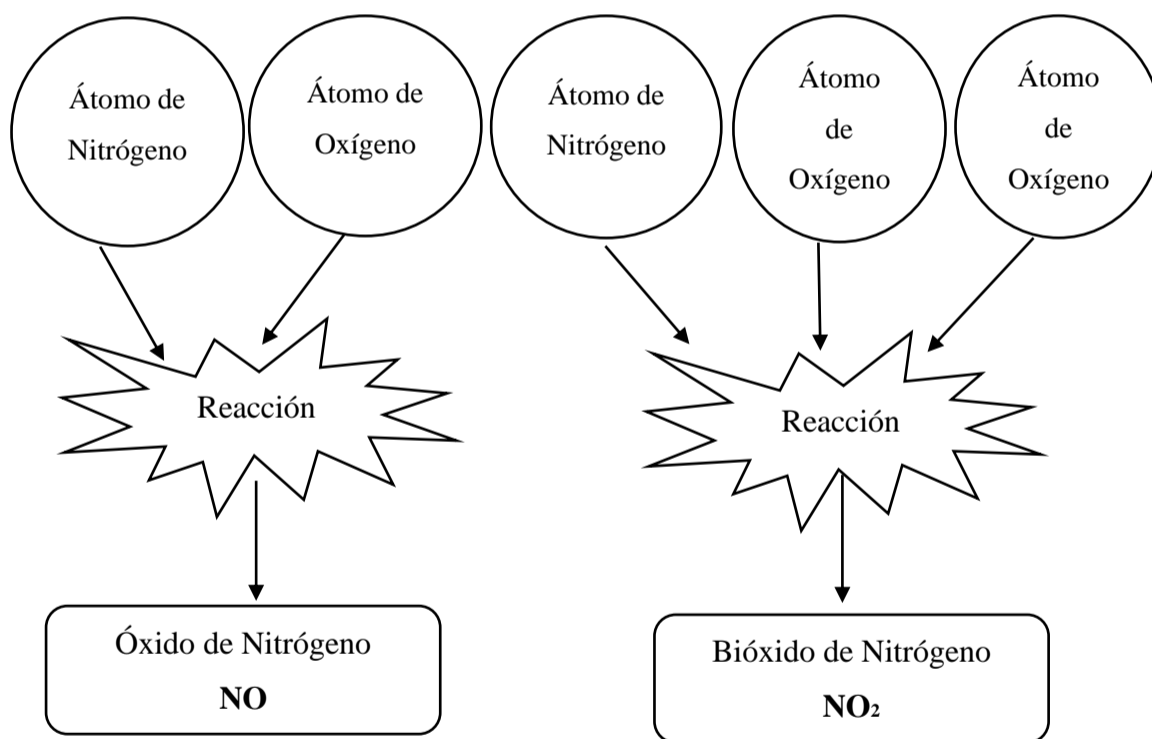 Átomo de
Nitrógeno
Átomo de
Oxígeno
Átomo de
Nitrógeno
Átomo
de
Oxígeno
Átomo
de
Oxígeno
Reacción
Reacción
Óxido de Nitrógeno
NO
Bióxido de Nitrógeno
NO₂